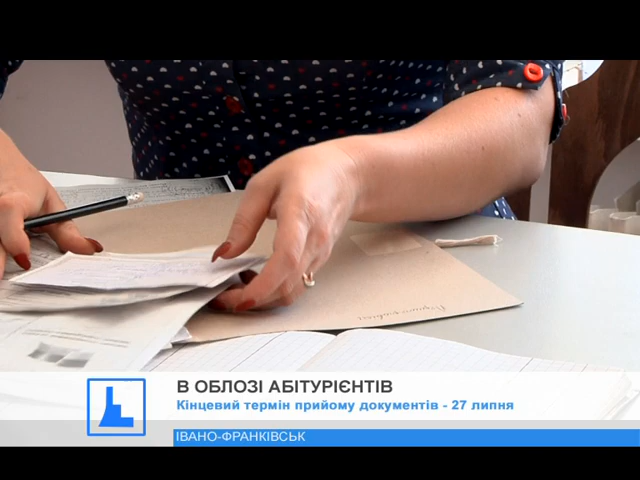 В ОБЛОЗІ АБІТУРІЄНТІВ
Кінцевий термін прийому документів - 27 липня
ІВАНО-ФРАНКІВСЬК